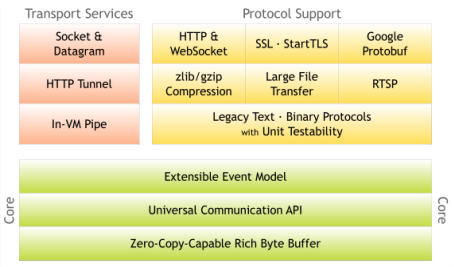 Transport Services
Protocol Support
Socket &
Datagram
HTTP &
WebSocket
SSL · StartTLS
Google
Protobuf
HTTP Tunnel
zlib/gzip
Compression
Large File
Transfer
RTSP
In-VM Pipe
Legacy Text · Binary Protocols
with Unit Testability
Core
Extensible Event Model
Universal Communication API
Zero-Copy-Capable Rich Byte Buffer
Core